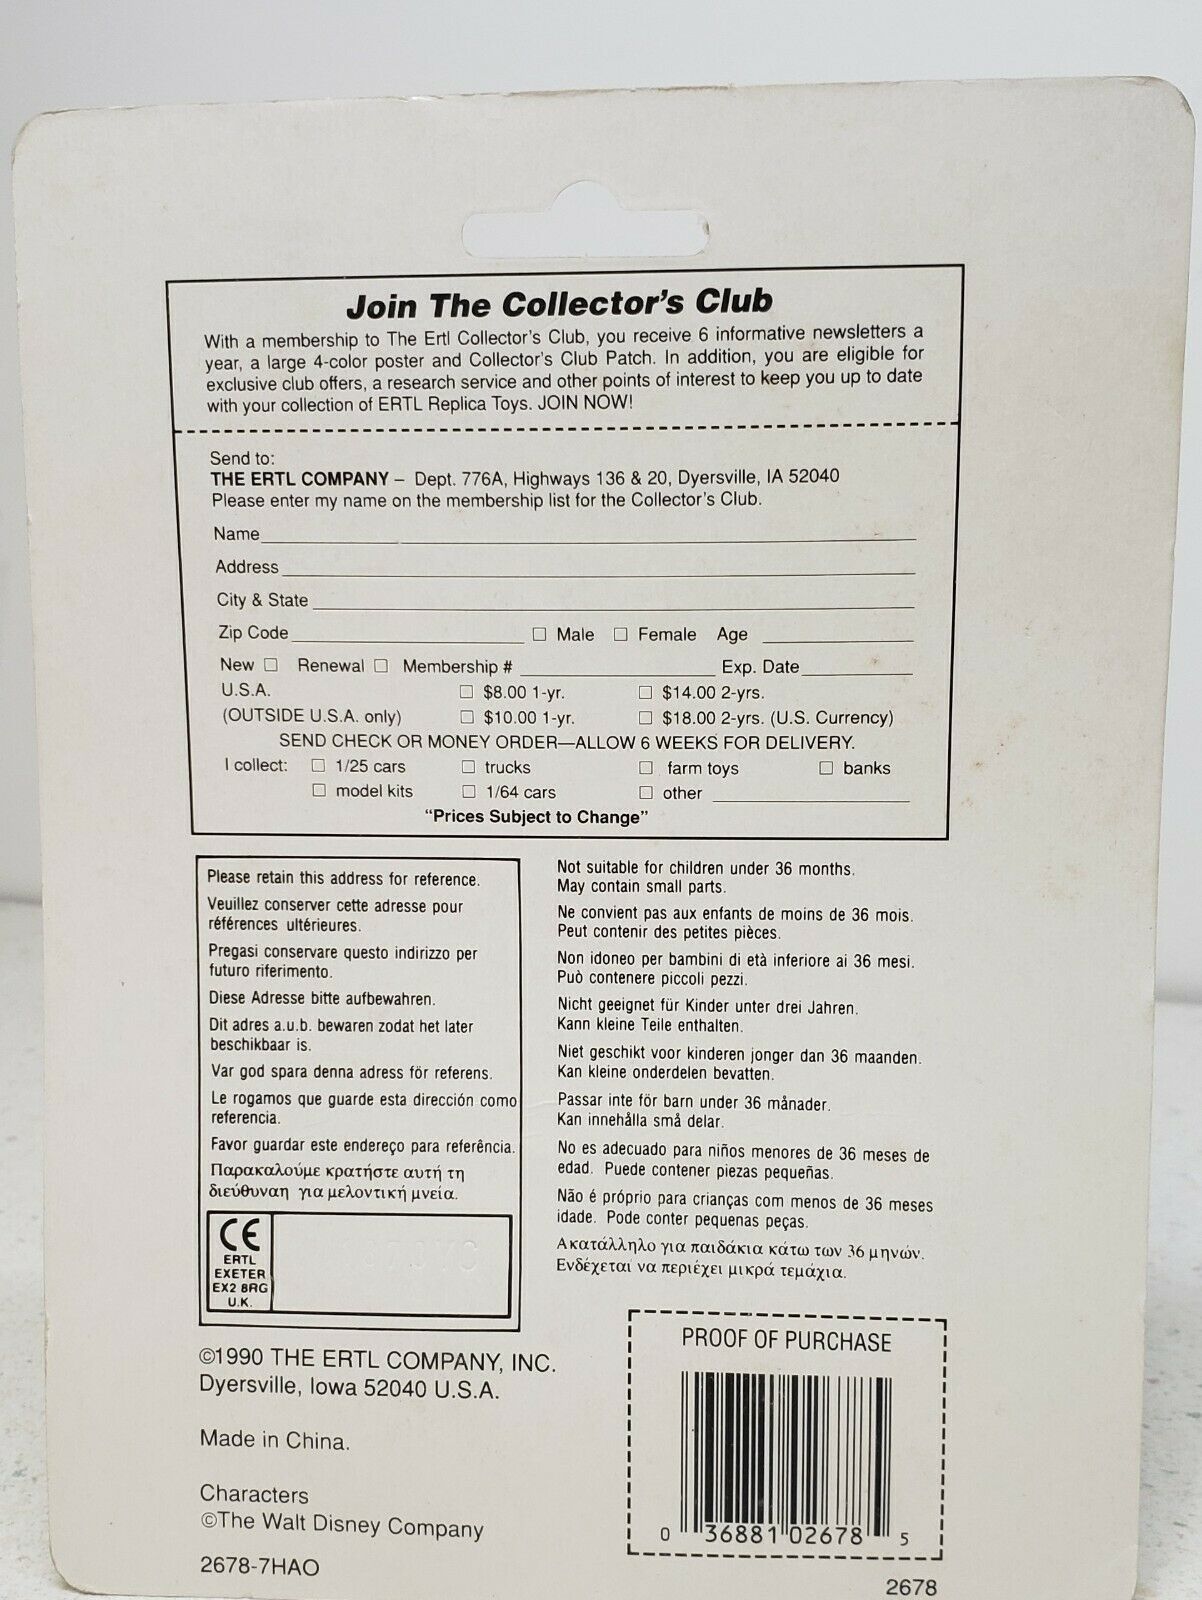 Join The Collector's Club
With a membership to The Ertl Collector's Club, you receive 6 informative newsletters a
year, a large 4-color poster and Collector's Club Patch. In addition, you are eligible for
exclusive club offers, a research service and other points of interest to keep you up to date
with your collection of ERTL Replica Toys. JOIN NOW!
Send to:
THE ERTL COMPANY – Dept. 776A, Highways 136 & 20, Dyersville, IA 52040
Please enter my name on the membership list for the Collector's Club.
Name
Address
City & State
Zip Code Male Female Age
New Renewal Membership # Exp. Date
U.S.A. $8.00 1-yr. $14.00 2-yrs.
(OUTSIDE U.S.A. only) $10.00 1-yr. $18.00 2-yrs. (U.S. Currency)
SEND CHECK OR MONEY ORDER—ALLOW 6 WEEKS FOR DELIVERY.
I collect: 1/25 cars trucks farm toys banks
model kits 1/64 cars other
"Prices Subject to Change"
Please retain this address for reference.
Veuillez conserver cette adresse pour
références ultérieures.
Pregasi conservare questo indirizzo per
futuro riferimento.
Diese Adresse bitte aufbewahren.
Dit adres a.u.b. bewaren zodat het later
beschikbaar is.
Var god spara denna adress för referens.
Le rogamos que guarde esta dirección como
referencia.
Favor guardar este endereço para referência.
Παρακαλούμε κρατήστε αυτή τη
διεύθυναη για μελοντική μνεία.
CE
ERTL
EXETER
EX2 8RG
U.K.
Not suitable for children under 36 months.
May contain small parts.
Ne convient pas aux enfants de moins de 36 mois.
Peut contenir des petites pièces.
Non idoneo per bambini di età inferiore ai 36 mesi.
Può contenere piccoli pezzi.
Nicht geeignet für Kinder unter drei Jahren.
Kann kleine Teile enthalten.
Niet geschikt voor kinderen jonger dan 36 maanden.
Kan kleine onderdelen bevatten.
Passar inte för barn under 36 månader.
Kan innehålla små delar.
No es adecuado para niños menores de 36 meses de
edad. Puede contener piezas pequeñas.
Não é próprio para crianças com menos de 36 meses
idade. Pode conter pequenas peças.
Ακατάλληλο για παιδάκια κάτω των 36 μηνών.
Ενδέχεται να περιέχει μικρά τεμάχια.
©1990 THE ERTL COMPANY, INC.
Dyersville, Iowa 52040 U.S.A.
Made in China.
Characters
©The Walt Disney Company
2678-7HAO
PROOF OF PURCHASE
0 36881 02678 5
2678